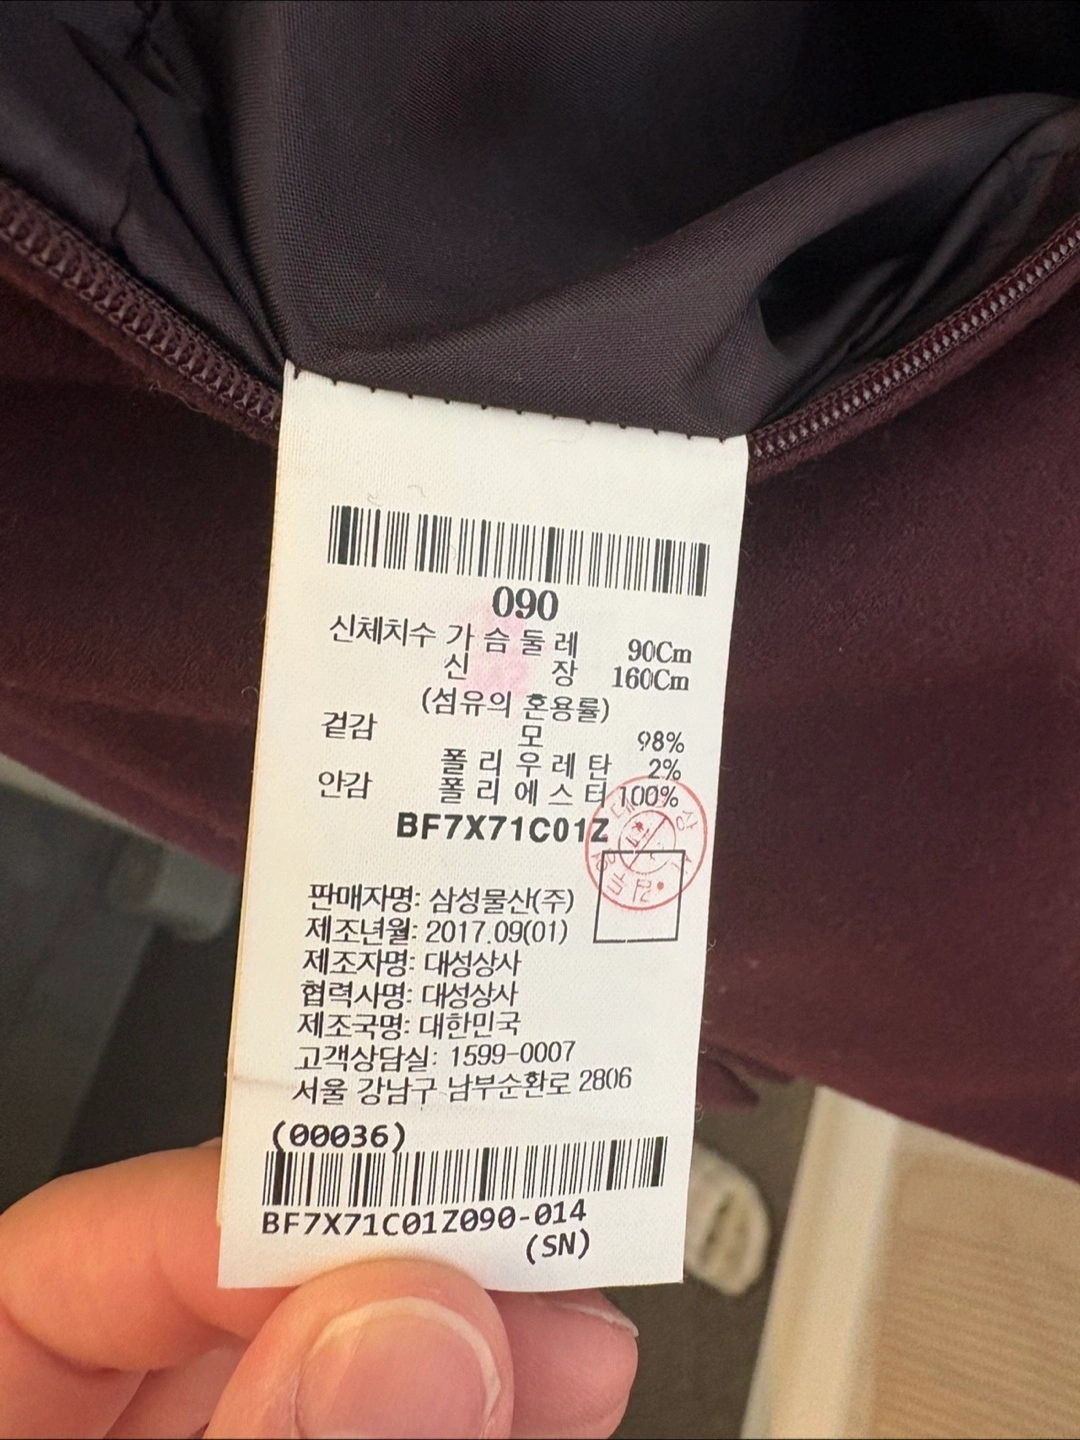 090
신체치수 가슴둘레 90Cm
신장 160Cm
(섬유의 혼용률)
겉감 모 98%
폴리우레탄 2%
안감 폴리에스터 100%
BF7X71C01Z
판매자명: 삼성물산(주)
제조년월: 2017.09(01)
제조자명: 대성상사
협력사명: 대성상사
제조국명: 대한민국
고객상담실: 1599-0007
서울 강남구 남부순환로 2806
(00036)
BF7X71C01Z090-014
(SN)